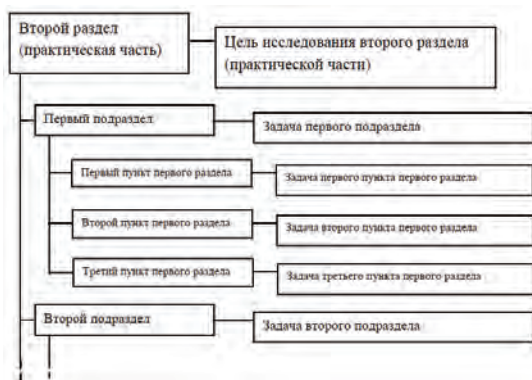 Второй раздел
(практическая часть)
Цель исследования второго раздела
(практической части)
Первый подраздел
Задача первого подраздела
Первый пункт первого раздела
Задача первого пункта первого раздела
Второй пункт первого раздела
Задача второго пункта первого раздела
Третий пункт первого раздела
Задача третьего пункта первого раздела
Второй подраздел
Задача второго подраздела